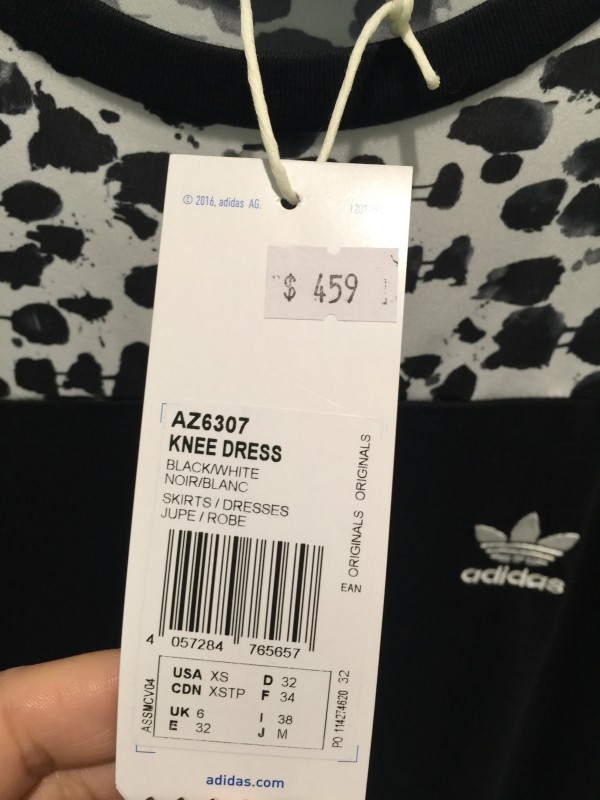 © 2016, adidas AG.
$ 459
AZ6307
KNEE DRESS
BLACK/WHITE
NOIR/BLANC
SKIRTS / DRESSES
JUPE / ROBE
ORIGINALS ORIGINALS
EAN
4 057284 765657
USA XS D 32
CDN XSTP F 34
UK 6 I 38
E 32 J M
ASSMCV04
PO 114274620 32
adidas.com
adidas